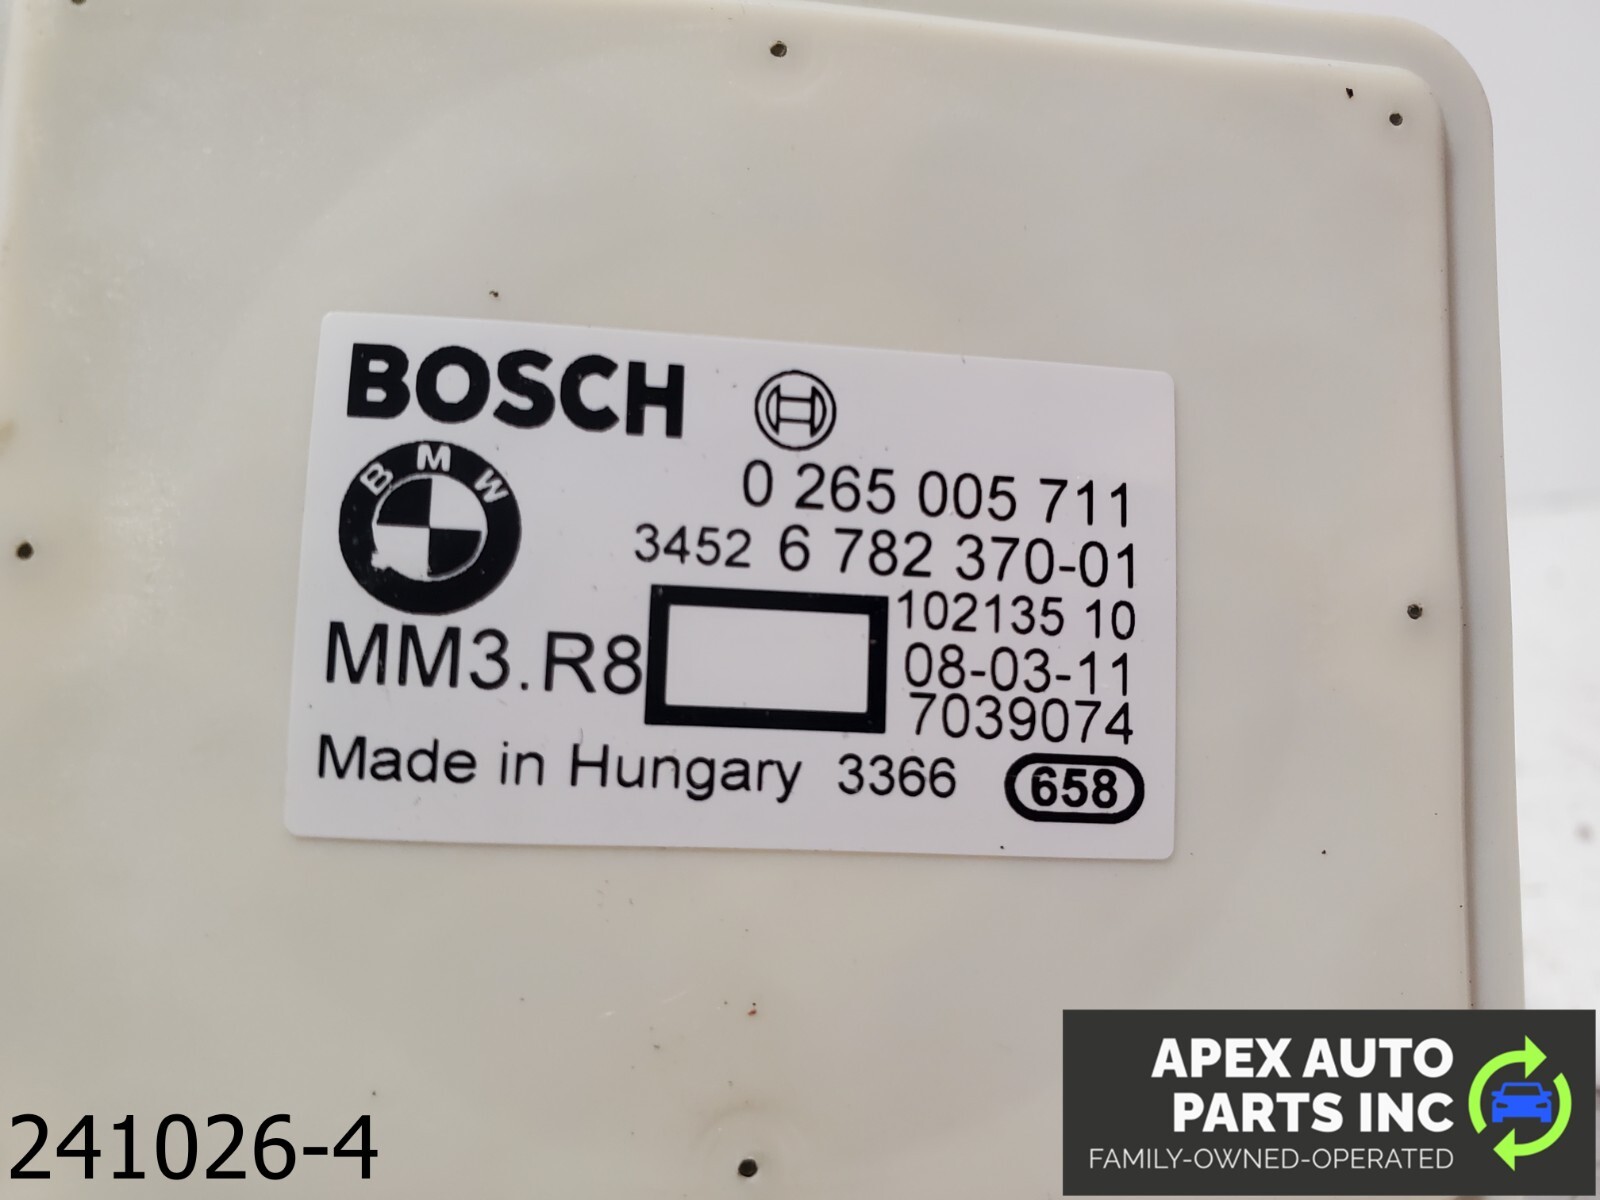 BOSCH
BMW
0 265 005 711
3452 6 782 370-01
102135 10
MM3.R8
08-03-11
7039074
Made in Hungary 3366 658
241026-4
APEX AUTO
PARTS INC
FAMILY-OWNED-OPERATED